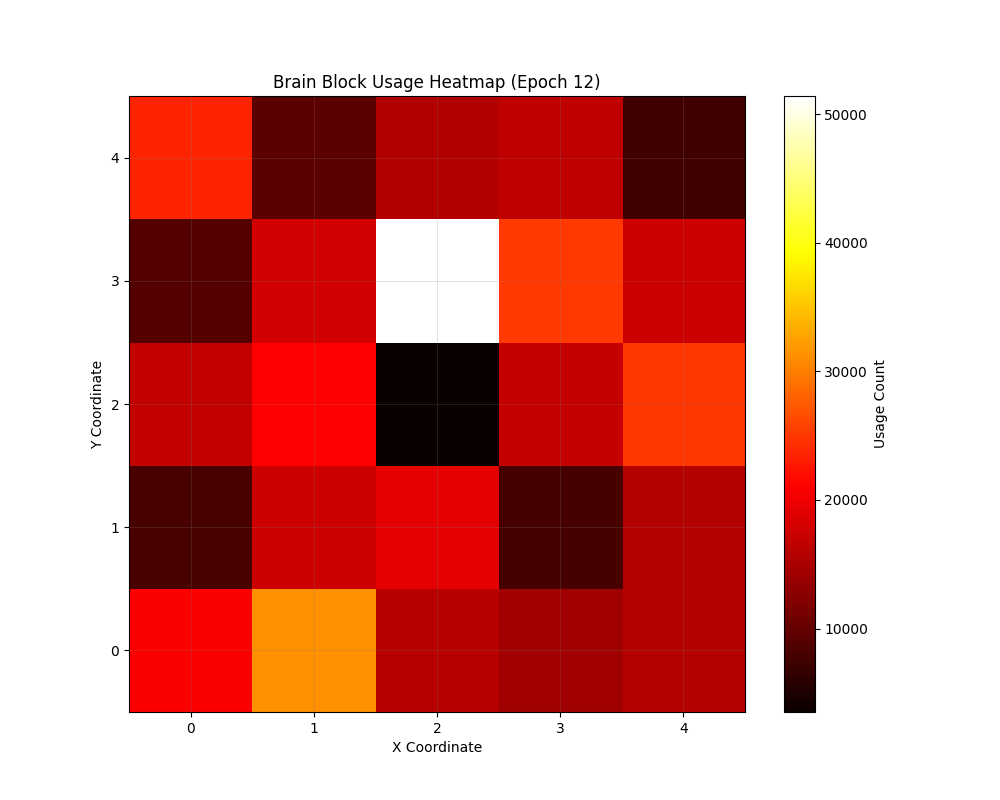 Brain Block Usage Heatmap (Epoch 12)
50000
4
40000
3
30000
Usage Count
Y Coordinate
2
20000
1
10000
0
0 1 2 3 4
X Coordinate